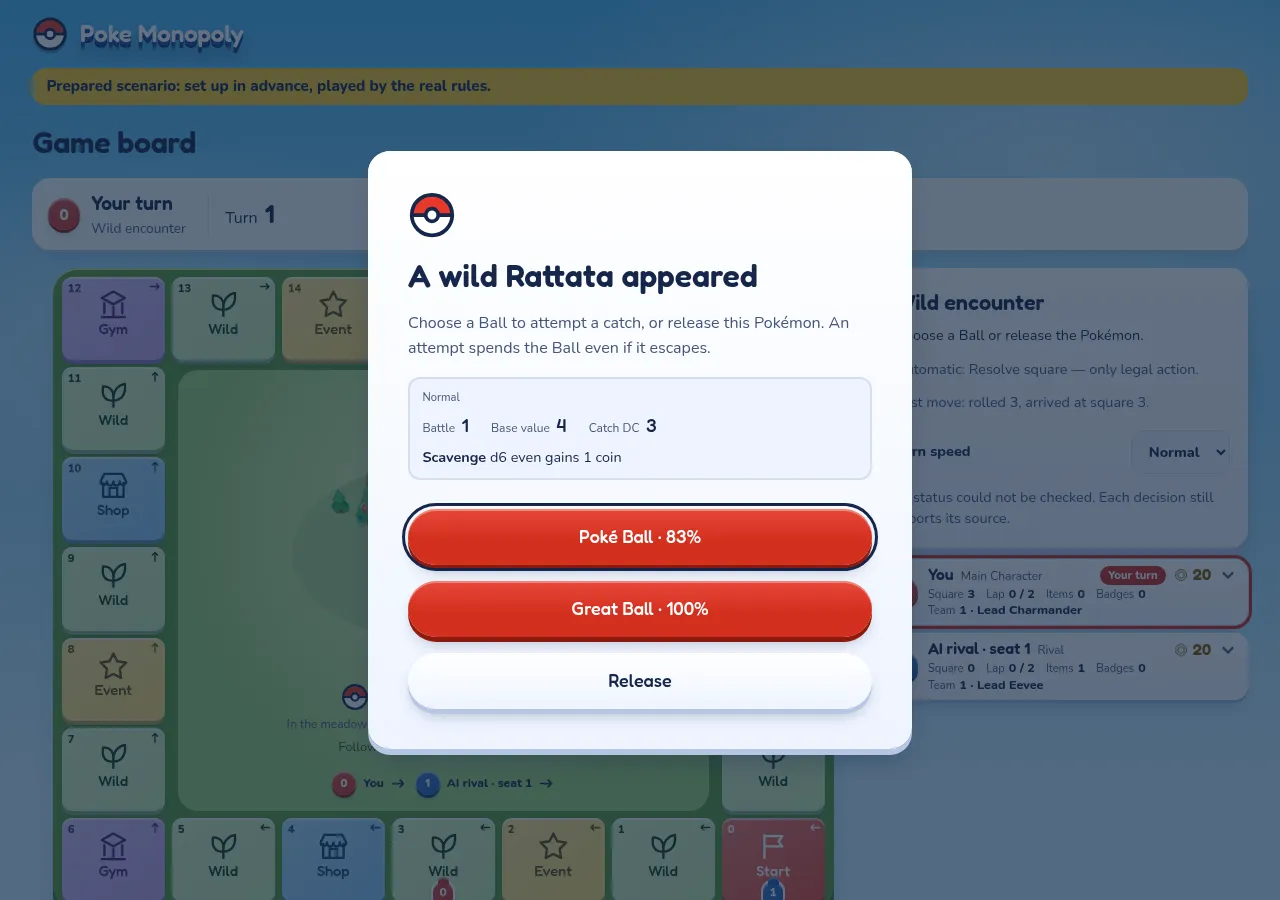 Poke Monopoly
Prepared scenario: set up in advance, played by the real rules.
Game board
0
Your turn
Wild encounter
Turn 1
A wild Rattata appeared
Choose a Ball to attempt a catch, or release this Pokémon. An
attempt spends the Ball even if it escapes.
Normal
Battle 1 Base value 4 Catch DC 3
Scavenge d6 even gains 1 coin
Poké Ball · 83%
Great Ball · 100%
Release
12 →
Gym
13 →
Wild
14
Event
11 ↑
Wild
10 ↑
Shop
9 ↑
Wild
8 ↑
Event
7 ↑
Wild
In the meadow
0 You → 1 AI rival · seat 1 →
Wild
6 ↑
Gym
5 ←
Wild
4 ←
Shop
3 ←
Wild
0
2 ←
Event
1 ←
Wild
0 ←
Start
1
encounter
or release the Pokémon.
Resolve square — only legal action.
move: rolled 3, arrived at square 3.
speed
Normal
status could not be checked. Each decision still
its source.
You Main Character Your turn 20
Square 3 Lap 0 / 2 Items 0 Badges 0
Team 1 · Lead Charmander
AI rival · seat 1 Rival 20
Square 0 Lap 0 / 2 Items 1 Badges 0
Team 1 · Lead Eevee